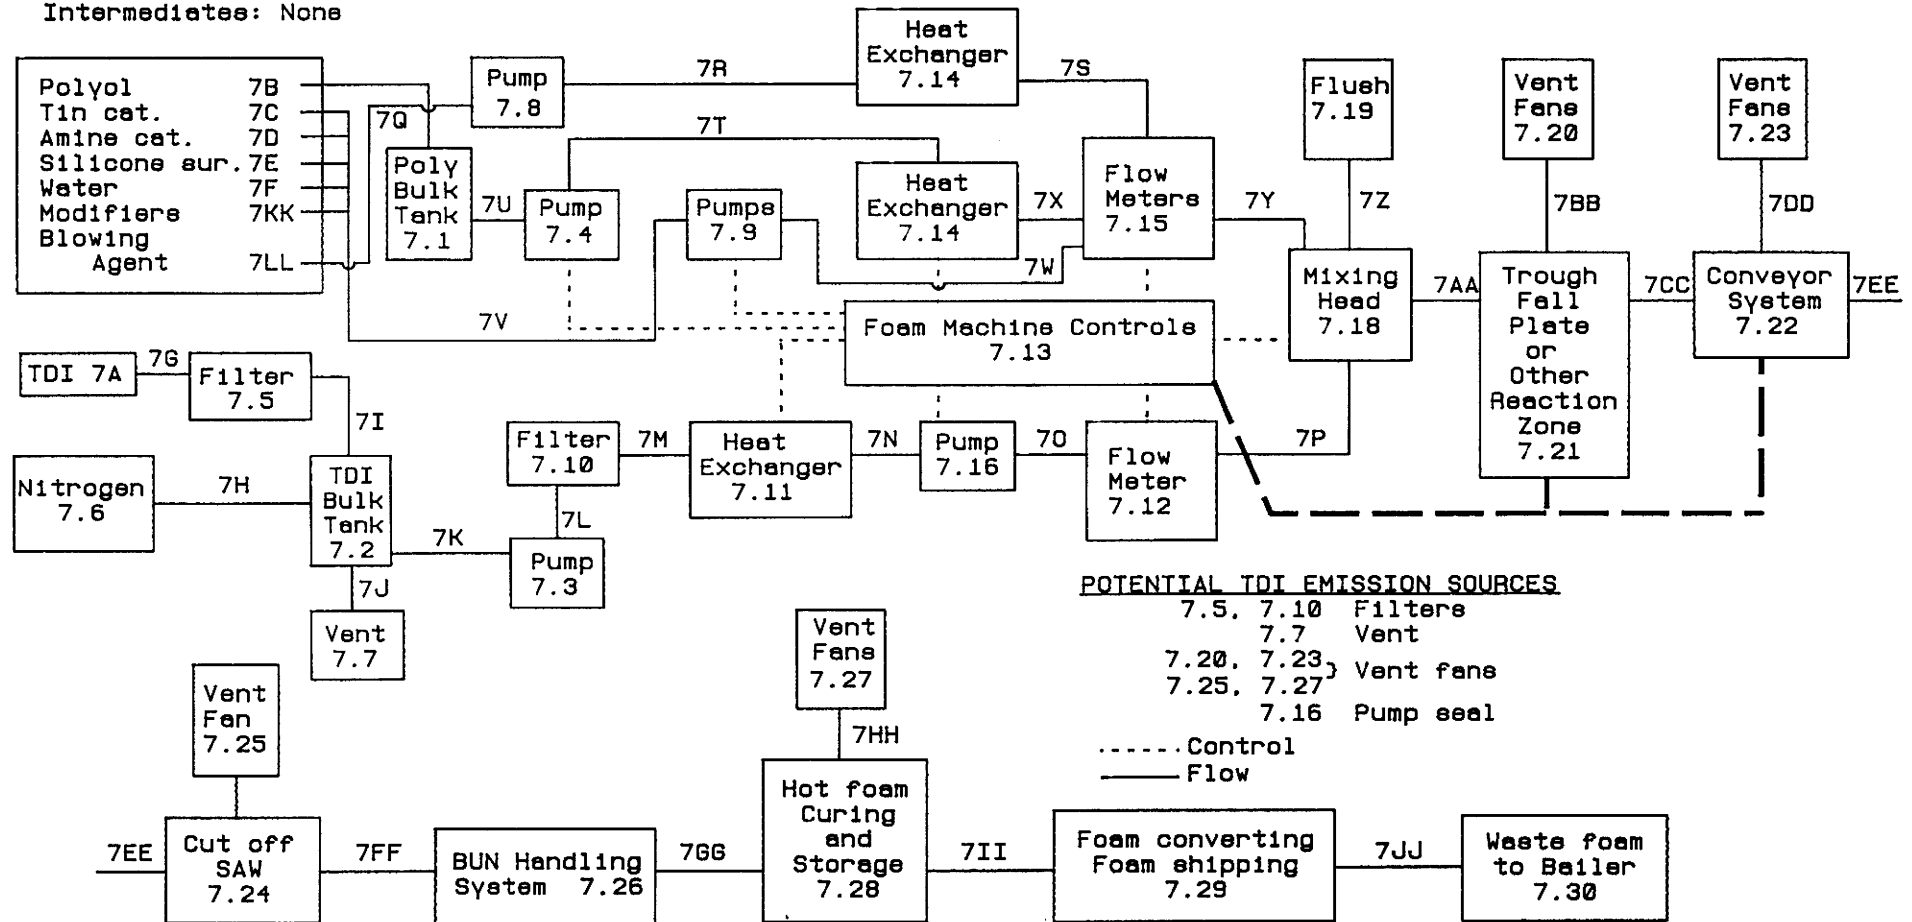 Intermediates: None
Polyol 7B
Tin cat. 7C
Amine cat. 7D
Silicone sur. 7E
Water 7F
Modifiers 7KK
Blowing
Agent 7LL
7Q
Pump
7.8
7R
Heat
Exchanger
7.14
7S
Poly
Bulk
Tank
7.1
7U
Pump
7.4
7T
Pumps
7.9
Heat
Exchanger
7.14
7X
7W
Flow
Meters
7.15
7Y
Flush
7.19
7Z
Mixing
Head
7.18
7AA
Vent
Fans
7.20
7BB
Trough
Fall
Plate
or
Other
Reaction
Zone
7.21
7CC
Vent
Fans
7.23
7DD
Conveyor
System
7.22
7EE
7V
Foam Machine Controls
7.13
TDI 7A
7G
Filter
7.5
7I
Nitrogen
7.6
7H
TDI
Bulk
Tank
7.2
7J
Vent
7.7
7K
Pump
7.3
7L
Filter
7.10
7M
Heat
Exchanger
7.11
7N
Pump
7.16
7O
Flow
Meter
7.12
7P
POTENTIAL TDI EMISSION SOURCES
7.5, 7.10 Filters
7.7 Vent
7.20, 7.23
7.25, 7.27 } Vent fans
7.16 Pump seal
Control
Flow
Vent
Fan
7.25
7EE
Cut off
SAW
7.24
7FF
BUN Handling
System 7.26
7GG
Vent
Fans
7.27
7HH
Hot foam
Curing
and
Storage
7.28
7II
Foam converting
Foam shipping
7.29
7JJ
Waste foam
to Bailer
7.30